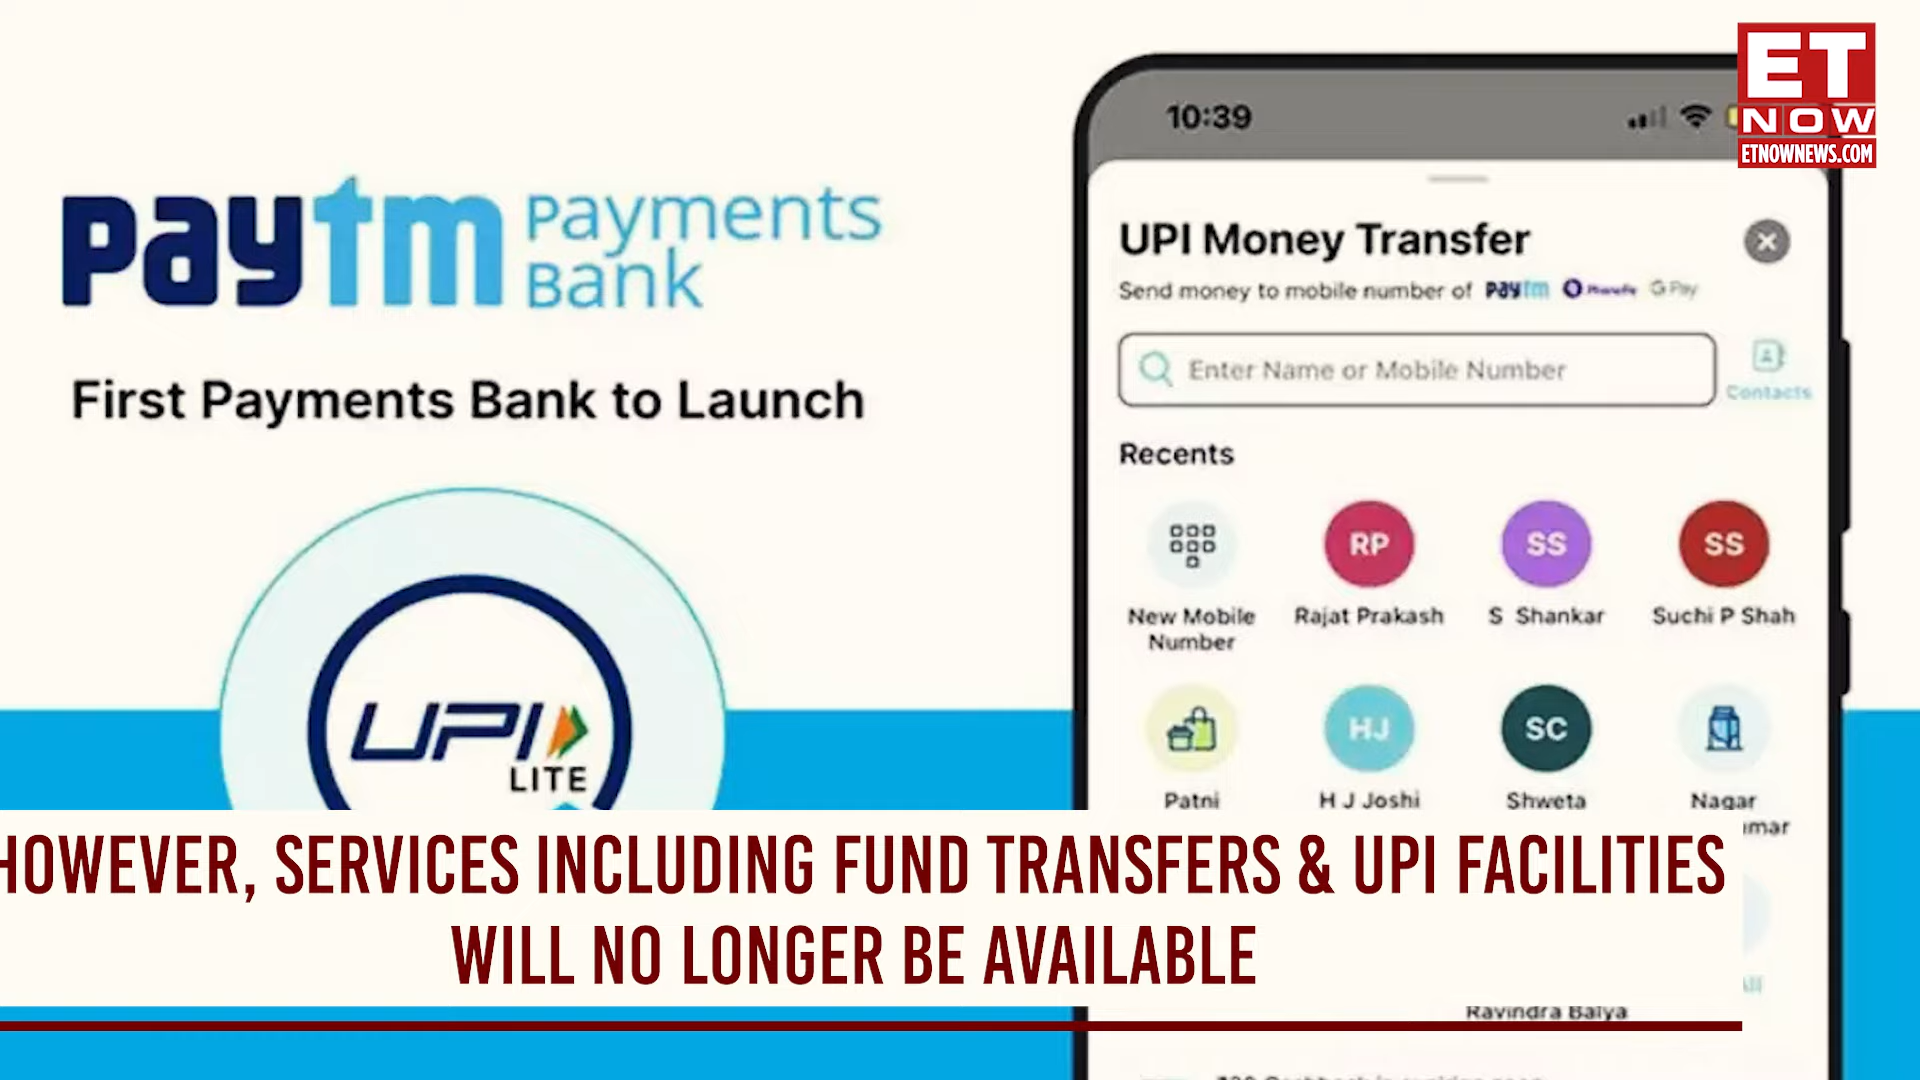 ET
NOW
ETNOWNEWS.COM
10:39
paytm Payments
Bank
First Payments Bank to Launch
UPI
LITE
UPI Money Transfer
Send money to mobile number of paytm PhonePe G Pay
Enter Name or Mobile Number
Contacts
Recents
RP
SS
SS
New Mobile
Number
Rajat Prakash
S Shankar
Suchi P Shah
HJ
SC
Patni
H J Joshi
Shweta
Nagar
mar
HOWEVER, SERVICES INCLUDING FUND TRANSFERS & UPI FACILITIES
WILL NO LONGER BE AVAILABLE
Ravindra Balya